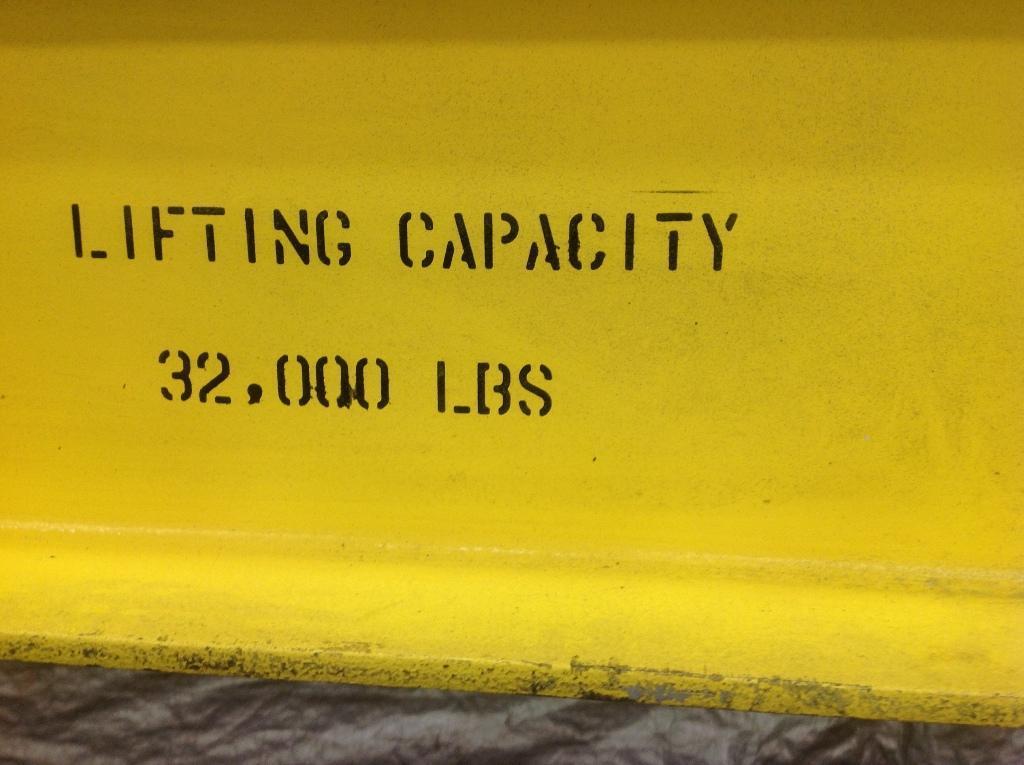 LIFTING CAPACITY
32,000 LBS